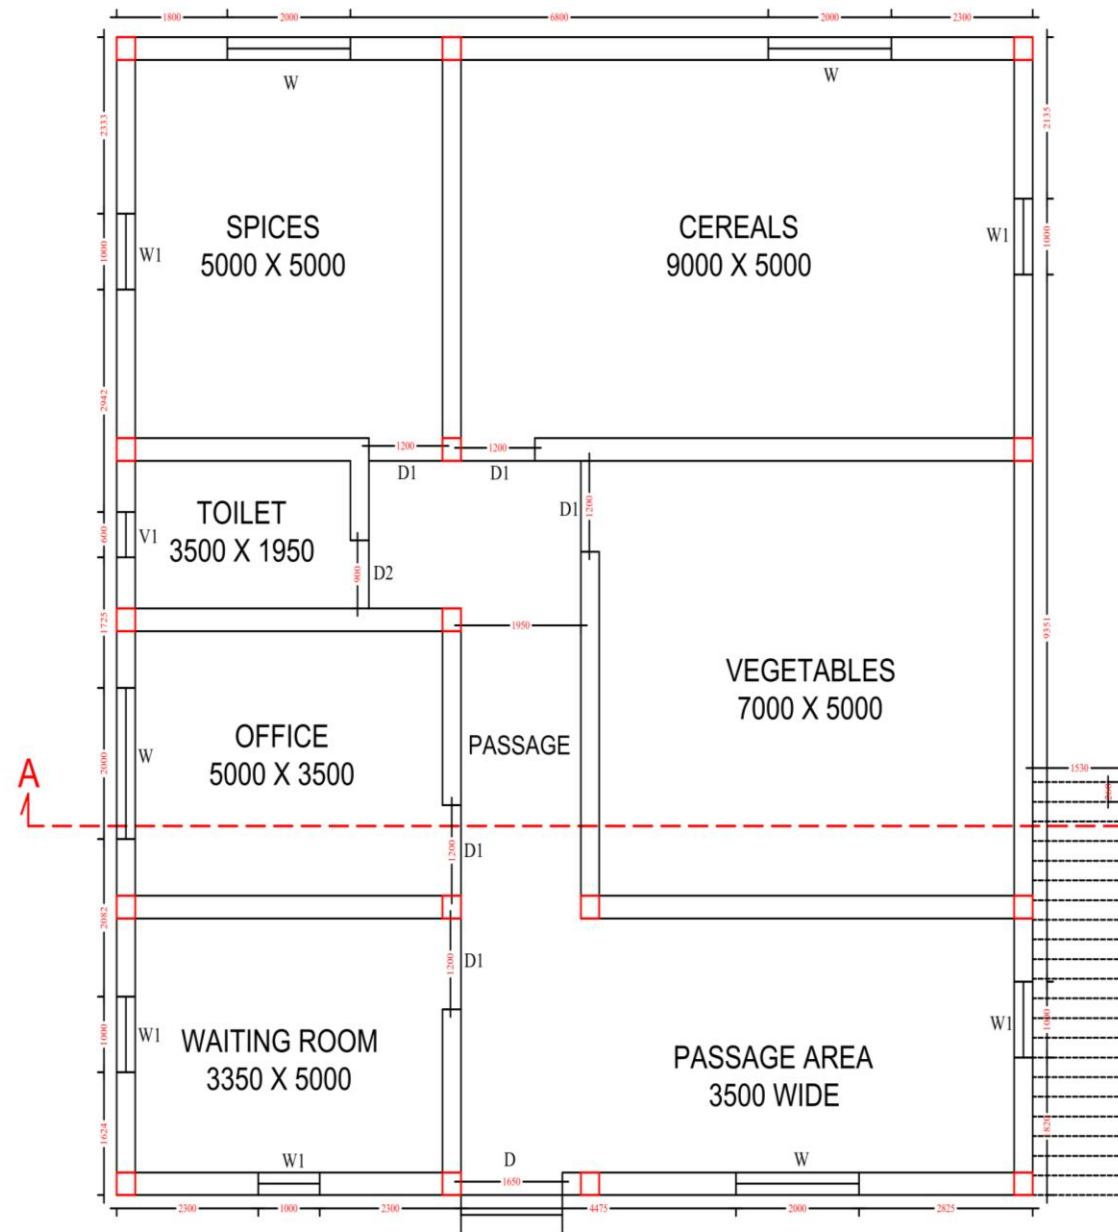 1800 2000 6800 2000 2300
W W
2333
2135
SPICES
5000 X 5000
CEREALS
9000 X 5000
1000 W1
W1 1000
2942
1200 1200
D1 D1
TOILET
3500 X 1950
D1 1200
600 V1
900 D2
1725
1950
9351
VEGETABLES
7000 X 5000
OFFICE
5000 X 3500
PASSAGE
2000 W
A
1530
1200 D1
2082
1200 D1
WAITING ROOM
3350 X 5000
1000 W1
PASSAGE AREA
3500 WIDE
W1 1000
1624
1820
W1 D W
1650
2300 1000 2300 4475 2000 2825